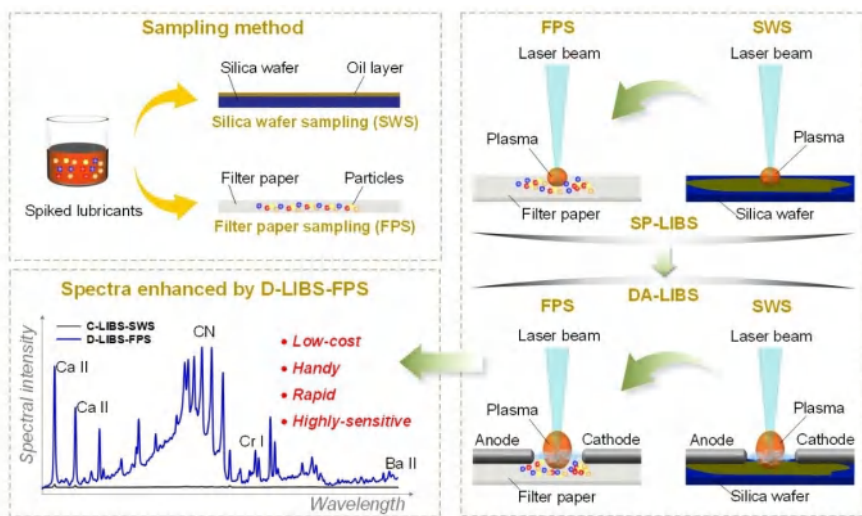 Sampling method
Silica wafer
Oil layer
Silica wafer sampling (SWS)
Filter paper
Particles
Filter paper sampling (FPS)
Spiked lubricants
FPS
SWS
Laser beam
Laser beam
Plasma
Plasma
Filter paper
Silica wafer
SP-LIBS
DA-LIBS
FPS
SWS
Laser beam
Laser beam
Plasma
Plasma
Anode
Cathode
Anode
Cathode
Filter paper
Silica wafer
Spectra enhanced by D-LIBS-FPS
C-LIBS-SWS
D-LIBS-FPS
CN
Ca II
Ca II
Cr I
Ba II
• Low-cost
• Handy
• Rapid
• Highly-sensitive
Spectral intensity
Wavelength